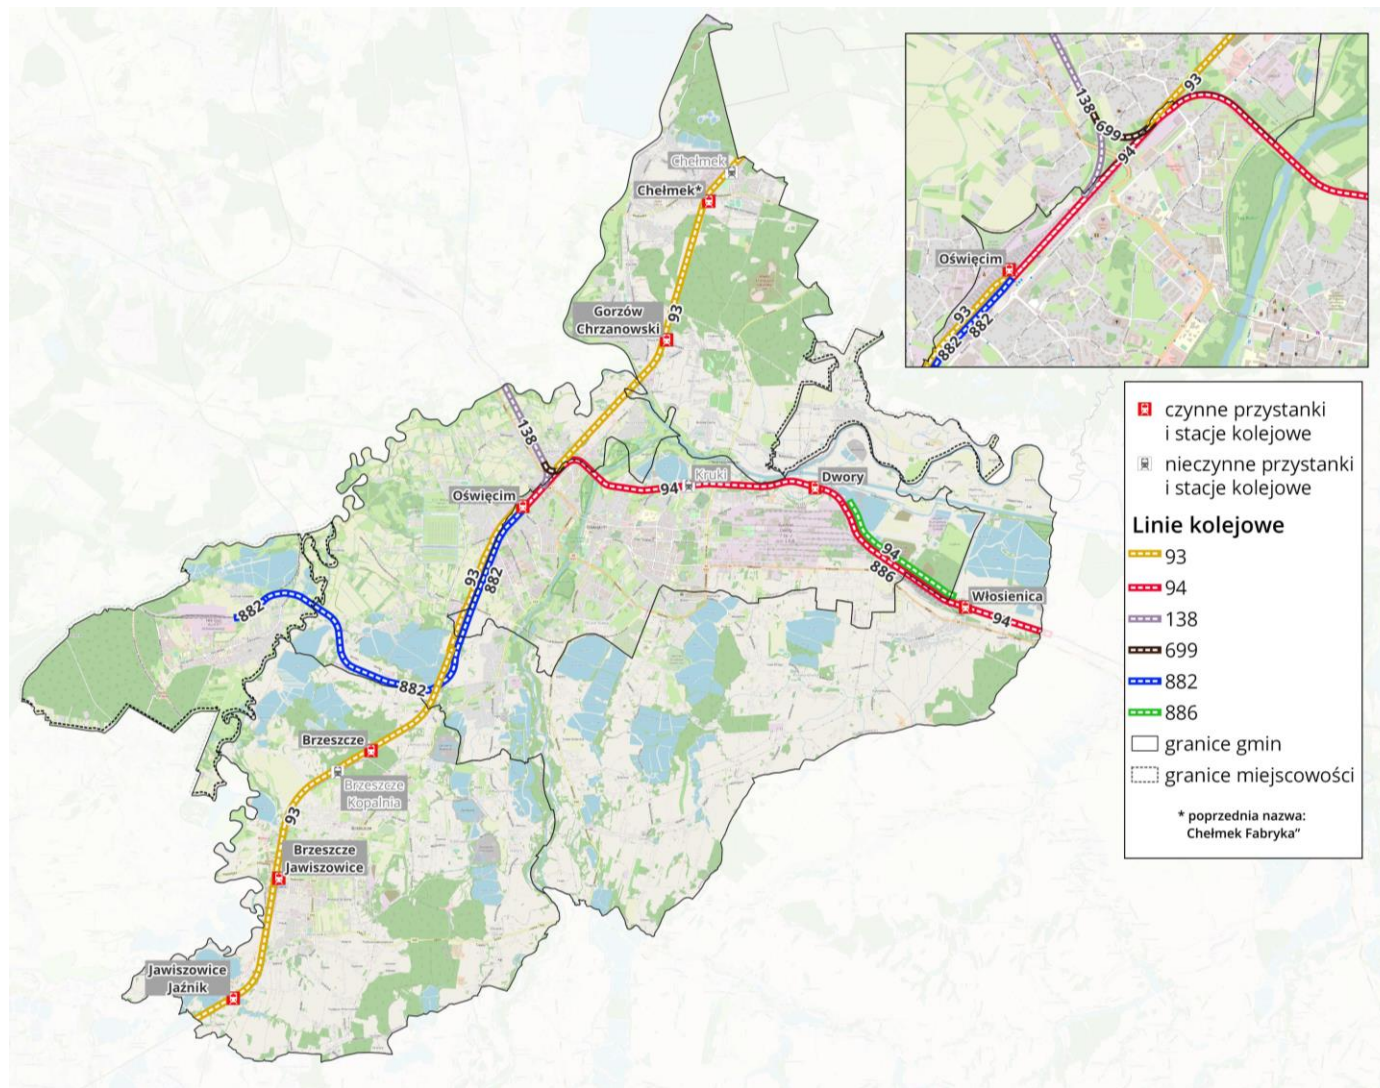 Chełmek
Chełmek*
Gorzów
Chrzanowski
93
138
Oświęcim
94
Kruki
Dwory
94
886
Włosienica
94
93
882
882
882
Brzeszcze
Brzeszcze
Kopalnia
93
Brzeszcze
Jawiszowice
Jawiszowice
Jaźnik
93
138
699
94
Oświęcim
93
882
882
czynne przystanki
i stacje kolejowe
nieczynne przystanki
i stacje kolejowe
Linie kolejowe
93
94
138
699
882
886
granice gmin
granice miejscowości
* poprzednia nazwa:
Chełmek Fabryka”